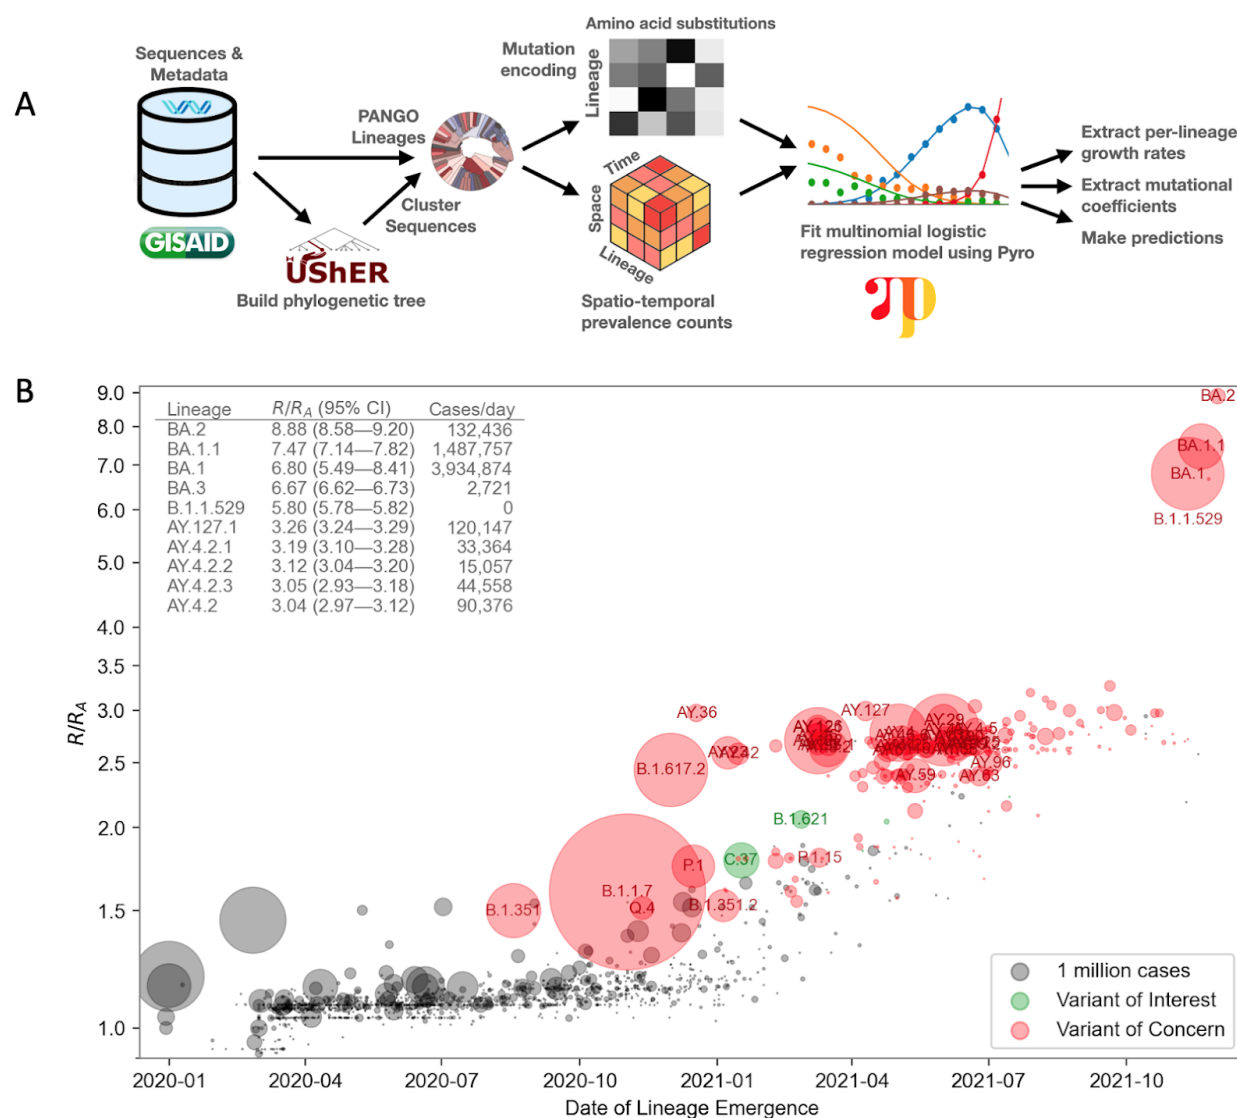 A
Sequences &
Metadata
GISAID
UShER
Build phylogenetic tree
PANGO
Lineages
Cluster
Sequences
Mutation
encoding
Amino acid substitutions
Lineage
Time
Space
Lineage
Spatio-temporal
prevalence counts
Fit multinomial logistic
regression model using Pyro
Extract per-lineage
growth rates
Extract mutational
coefficients
Make predictions
B
Lineage R/RA (95% CI) Cases/day
BA.2 8.88 (8.58—9.20) 132,436
BA.1.1 7.47 (7.14—7.82) 1,487,757
BA.1 6.80 (5.49—8.41) 3,934,874
BA.3 6.67 (6.62—6.73) 2,721
B.1.1.529 5.80 (5.78—5.82) 0
AY.127.1 3.26 (3.24—3.29) 120,147
AY.4.2.1 3.19 (3.10—3.28) 33,364
AY.4.2.2 3.12 (3.04—3.20) 15,057
AY.4.2.3 3.05 (2.93—3.18) 44,558
AY.4.2 3.04 (2.97—3.12) 90,376
9.0
8.0
7.0
6.0
5.0
4.0
3.5
3.0
2.5
2.0
1.5
1.0
R/RA
BA.2
BA.1.1
BA.1
B.1.1.529
AY.36
AY.127
AY.126
AY.29
B.1.617.2
AY.96
AY.59
AY.63
B.1.621
P.1
C.37
P.1.15
B.1.1.7
Q.4
B.1.351
B.1.351.2
1 million cases
Variant of Interest
Variant of Concern
2020-01
2020-04
2020-07
2020-10
2021-01
2021-04
2021-07
2021-10
Date of Lineage Emergence